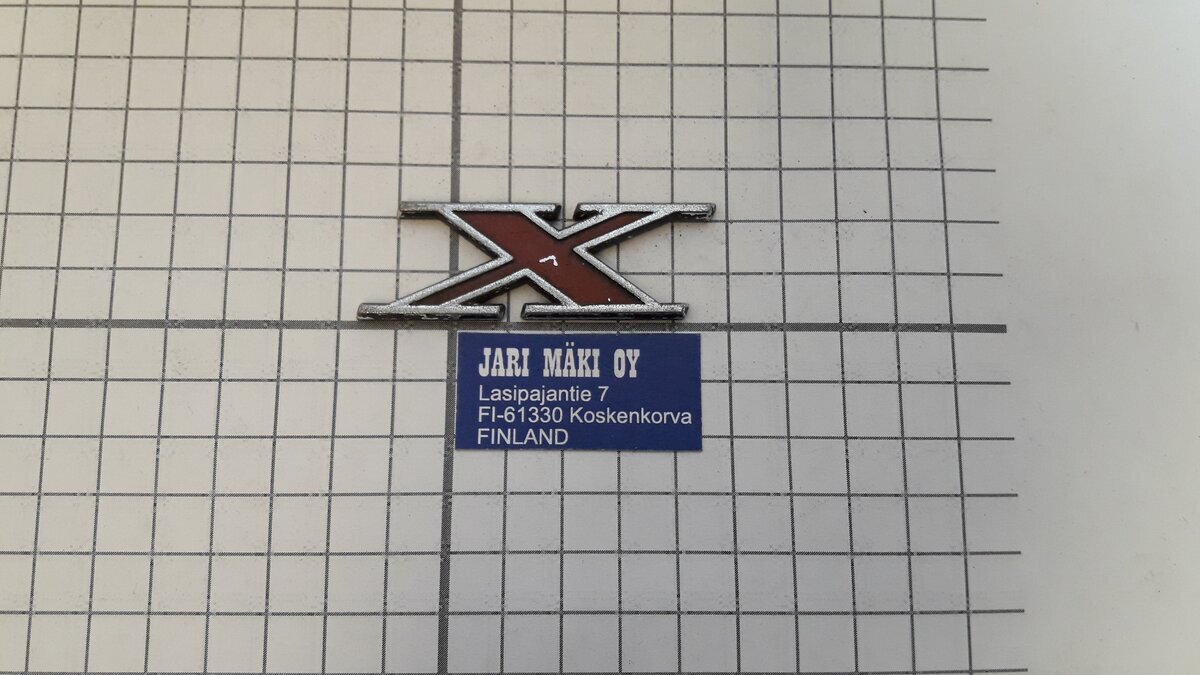 X
JARI MÄKI OY
Lasipajantie 7
FI-61330 Koskenkorva
FINLAND